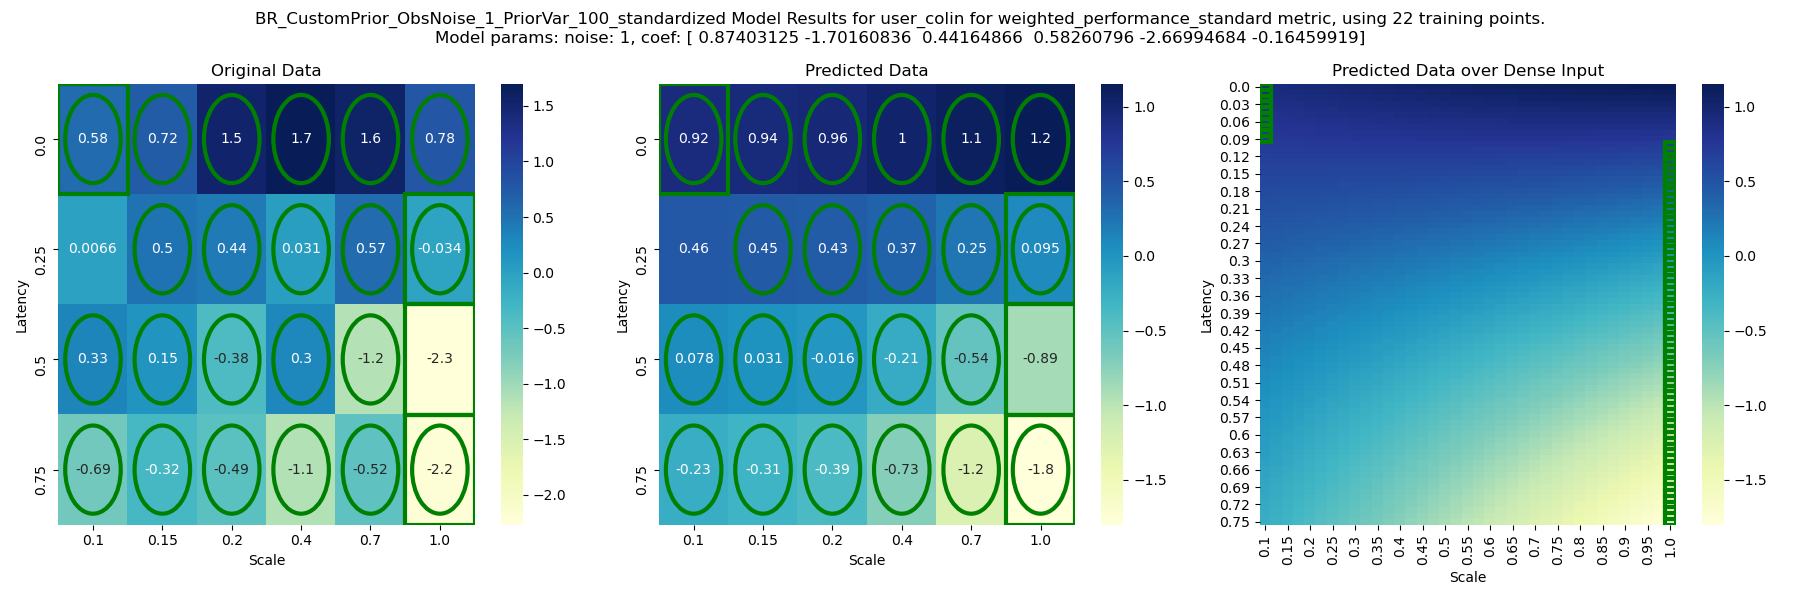 BR_CustomPrior_ObsNoise_1_PriorVar_100_standardized Model Results for user_colin for weighted_performance_standard metric, using 22 training points.
Model params: noise: 1, coef: [ 0.87403125 -1.70160836  0.44164866  0.58260796 -2.66994684 -0.16459919]
Original Data
0.58 0.72 1.5 1.7 1.6 0.78
0.0066 0.5 0.44 0.031 0.57 -0.034
0.33 0.15 -0.38 0.3 -1.2 -2.3
-0.69 -0.32 -0.49 -1.1 -0.52 -2.2
0.0
0.25
0.5
0.75
Latency
0.1 0.15 0.2 0.4 0.7 1.0
Scale
1.5
1.0
0.5
0.0
−0.5
−1.0
−1.5
−2.0
Predicted Data
0.92 0.94 0.96 1 1.1 1.2
0.46 0.45 0.43 0.37 0.25 0.095
0.078 0.031 -0.016 -0.21 -0.54 -0.89
-0.23 -0.31 -0.39 -0.73 -1.2 -1.8
0.0
0.25
0.5
0.75
Latency
0.1 0.15 0.2 0.4 0.7 1.0
Scale
1.0
0.5
0.0
−0.5
−1.0
−1.5
Predicted Data over Dense Input
0.0
0.03
0.06
0.09
0.12
0.15
0.18
0.21
0.24
0.27
0.3
0.33
0.36
0.39
0.42
0.45
0.48
0.51
0.54
0.57
0.6
0.63
0.66
0.69
0.72
0.75
Latency
0.1 0.15 0.2 0.25 0.3 0.35 0.4 0.45 0.5 0.55 0.6 0.65 0.7 0.75 0.8 0.85 0.9 0.95 1.0
Scale
1.0
0.5
0.0
−0.5
−1.0
−1.5